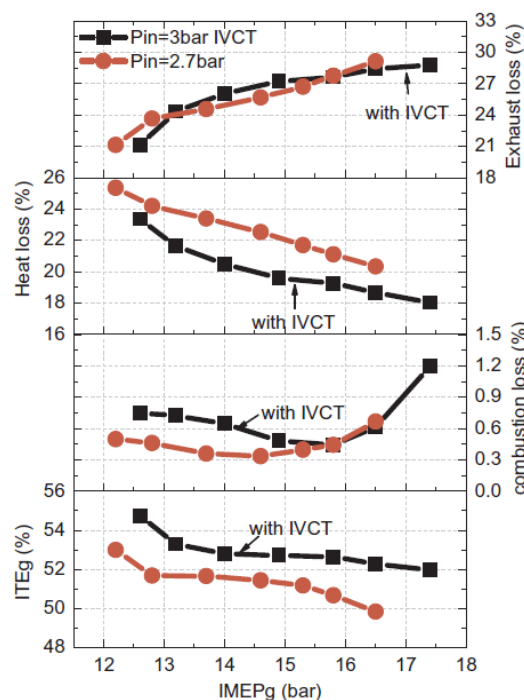 Pin=3bar IVCT
Pin=2.7bar
33
30
27
24
21
18
Exhaust loss (%)
with IVCT
26
24
22
20
18
16
Heat loss (%)
with IVCT
1.5
1.2
0.9
0.6
0.3
0.0
combustion loss (%)
with IVCT
56
54
52
50
48
ITEg (%)
with IVCT
12 13 14 15 16 17 18
IMEPg (bar)